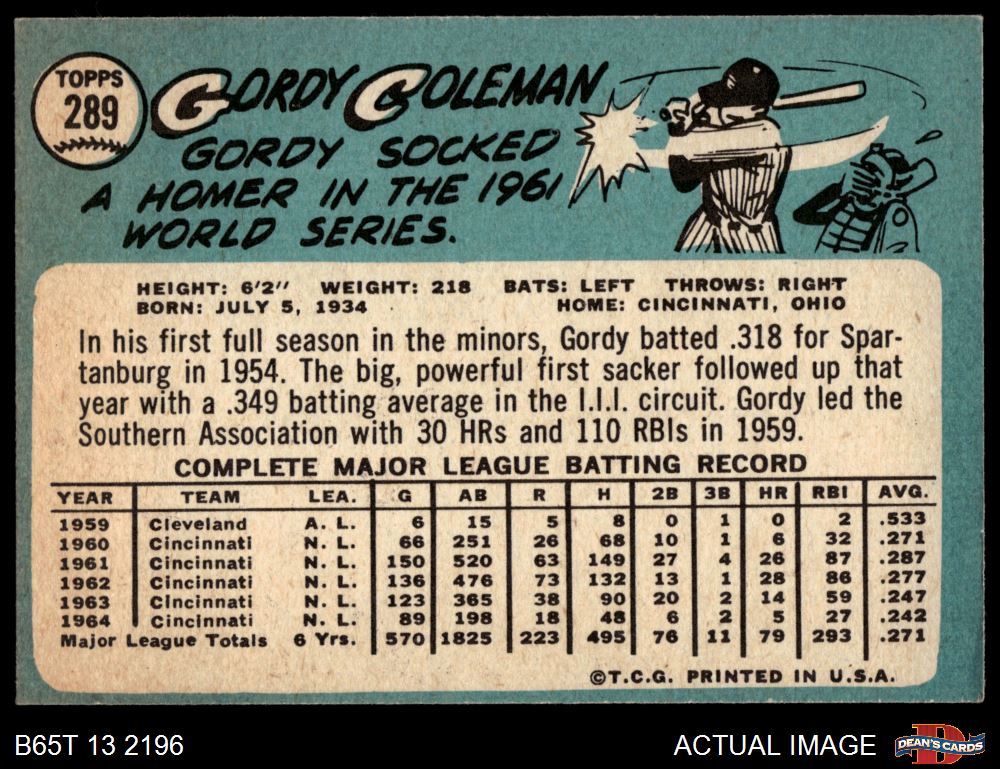 TOPPS
289
GORDY COLEMAN
GORDY SOCKED
A HOMER IN THE 1961
WORLD SERIES.
HEIGHT: 6'2" WEIGHT: 218 BATS: LEFT THROWS: RIGHT
BORN: JULY 5, 1934 HOME: CINCINNATI, OHIO
In his first full season in the minors, Gordy batted .318 for Spar-
tanburg in 1954. The big, powerful first sacker followed up that
year with a .349 batting average in the I.I.I. circuit. Gordy led the
Southern Association with 30 HRs and 110 RBIs in 1959.
COMPLETE MAJOR LEAGUE BATTING RECORD
YEAR TEAM LEA. G AB R H 2B 3B HR RBI AVG.
1959 Cleveland A. L. 6 15 5 8 0 1 0 2 .533
1960 Cincinnati N. L. 66 251 26 68 10 1 6 32 .271
1961 Cincinnati N. L. 150 520 63 149 27 4 26 87 .287
1962 Cincinnati N. L. 136 476 73 132 13 1 28 86 .277
1963 Cincinnati N. L. 123 365 38 90 20 2 14 59 .247
1964 Cincinnati N. L. 89 198 18 48 6 2 5 27 .242
Major League Totals 6 Yrs. 570 1825 223 495 76 11 79 293 .271
©T.C.G. PRINTED IN U.S.A.
B65T 13 2196 ACTUAL IMAGE DEAN'S CARDS